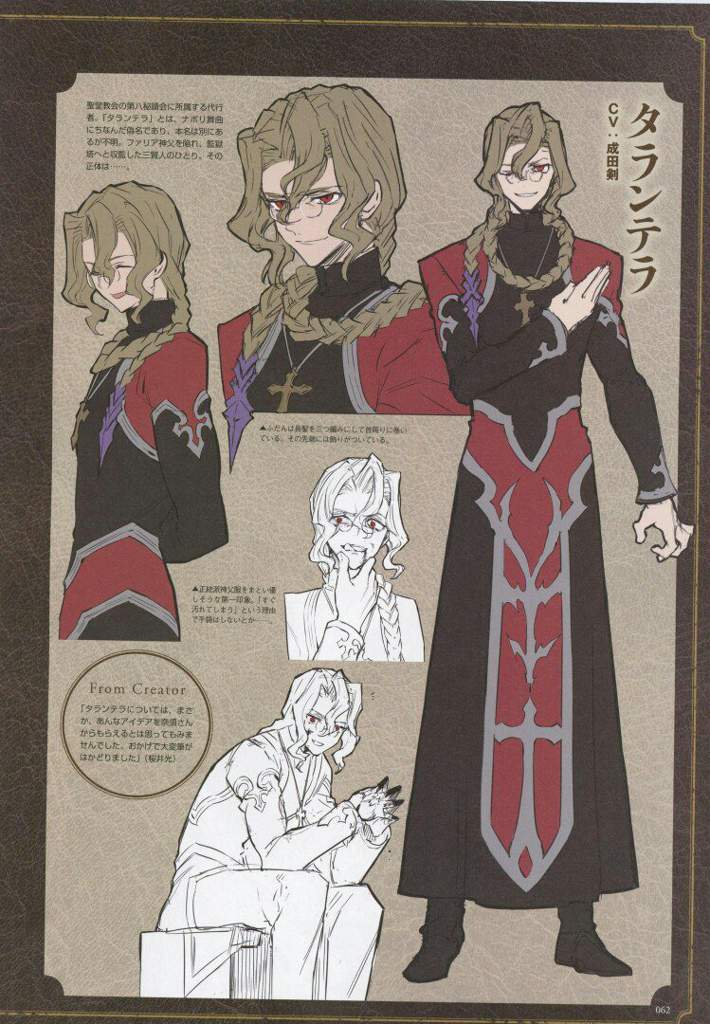 タランテラ
CV：成田剣
聖堂教会の第八秘蹟会に所属する代行
者。「タランテラ」とは、ナポリ舞曲
にちなんだ偽名であり、本名は別にあ
るが不明。ファリア神父を陥れ、監獄
塔へと収監した三賢人のひとり。その
正体は……。
▲ふだんは長髪を三つ編みにして首周りに巻い
ている。その先端には飾りがついている。
▲正統派神父服をまとい優
しそうな第一印象。「すぐ
汚れてしまう」という理由
で手袋はしないとか……。
From Creator
「タランテラについては、まさ
か、あんなアイデアを奈須さん
からもらえるとは思ってもみま
せんでした。おかげで大変筆が
はかどりました」（桜井光）
062